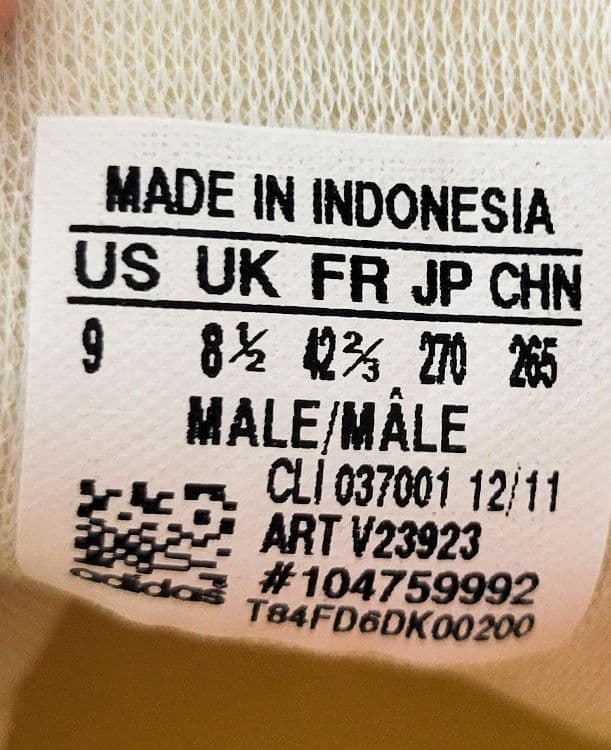 MADE IN INDONESIA
US UK FR JP CHN
9 8½ 42⅔ 270 265
MALE/MÂLE
CLI 037001 12/11
ART V23923
#104759992
adidas
T84FD6DK00200